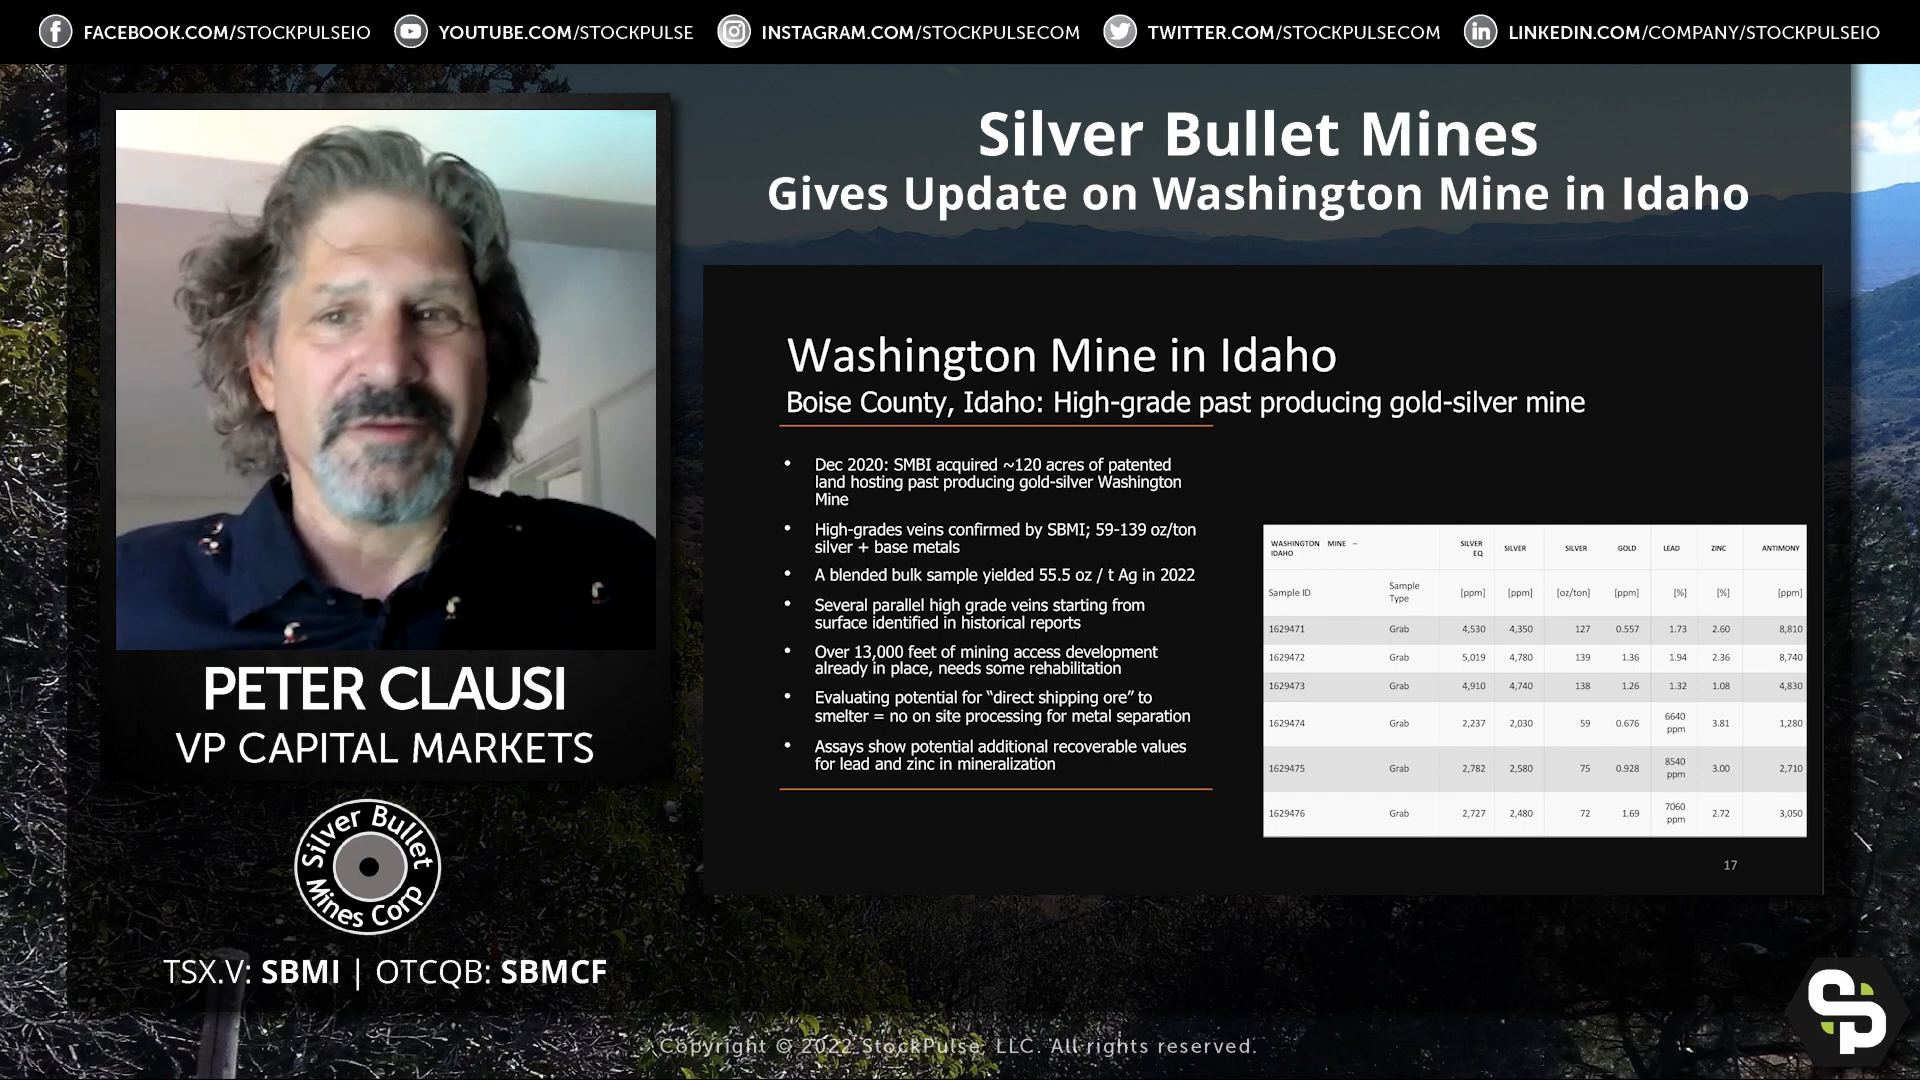 FACEBOOK.COM/STOCKPULSEIO YOUTUBE.COM/STOCKPULSE INSTAGRAM.COM/STOCKPULSECOM TWITTER.COM/STOCKPULSECOM LINKEDIN.COM/COMPANY/STOCKPULSEIO
Silver Bullet Mines
Gives Update on Washington Mine in Idaho
PETER CLAUSI
VP CAPITAL MARKETS
Silver Bullet
Mines Corp
TSX.V: SBMI | OTCQB: SBMCF
Washington Mine in Idaho
Boise County, Idaho: High-grade past producing gold-silver mine
• Dec 2020: SMBI acquired ~120 acres of patented
land hosting past producing gold-silver Washington
Mine
• High-grades veins confirmed by SBMI; 59-139 oz/ton
silver + base metals
• A blended bulk sample yielded 55.5 oz / t Ag in 2022
• Several parallel high grade veins starting from
surface identified in historical reports
• Over 13,000 feet of mining access development
already in place, needs some rehabilitation
• Evaluating potential for “direct shipping ore” to
smelter = no on site processing for metal separation
• Assays show potential additional recoverable values
for lead and zinc in mineralization
WASHINGTON MINE – IDAHO SILVER EQ SILVER SILVER GOLD LEAD ZINC ANTIMONY
Sample ID Sample Type [ppm] [ppm] [oz/ton] [ppm] [%] [%] [ppm]
1629471 Grab 4,530 4,350 127 0.557 1.73 2.60 8,810
1629472 Grab 5,019 4,780 139 1.36 1.94 2.36 8,740
1629473 Grab 4,910 4,740 138 1.26 1.32 1.08 4,830
1629474 Grab 2,237 2,030 59 0.676 6640 ppm 3.81 1,280
1629475 Grab 2,782 2,580 75 0.928 8540 ppm 3.00 2,710
1629476 Grab 2,727 2,480 72 1.69 7060 ppm 2.72 3,050
17
SP
Copyright © 2022 StockPulse, LLC. All rights reserved.